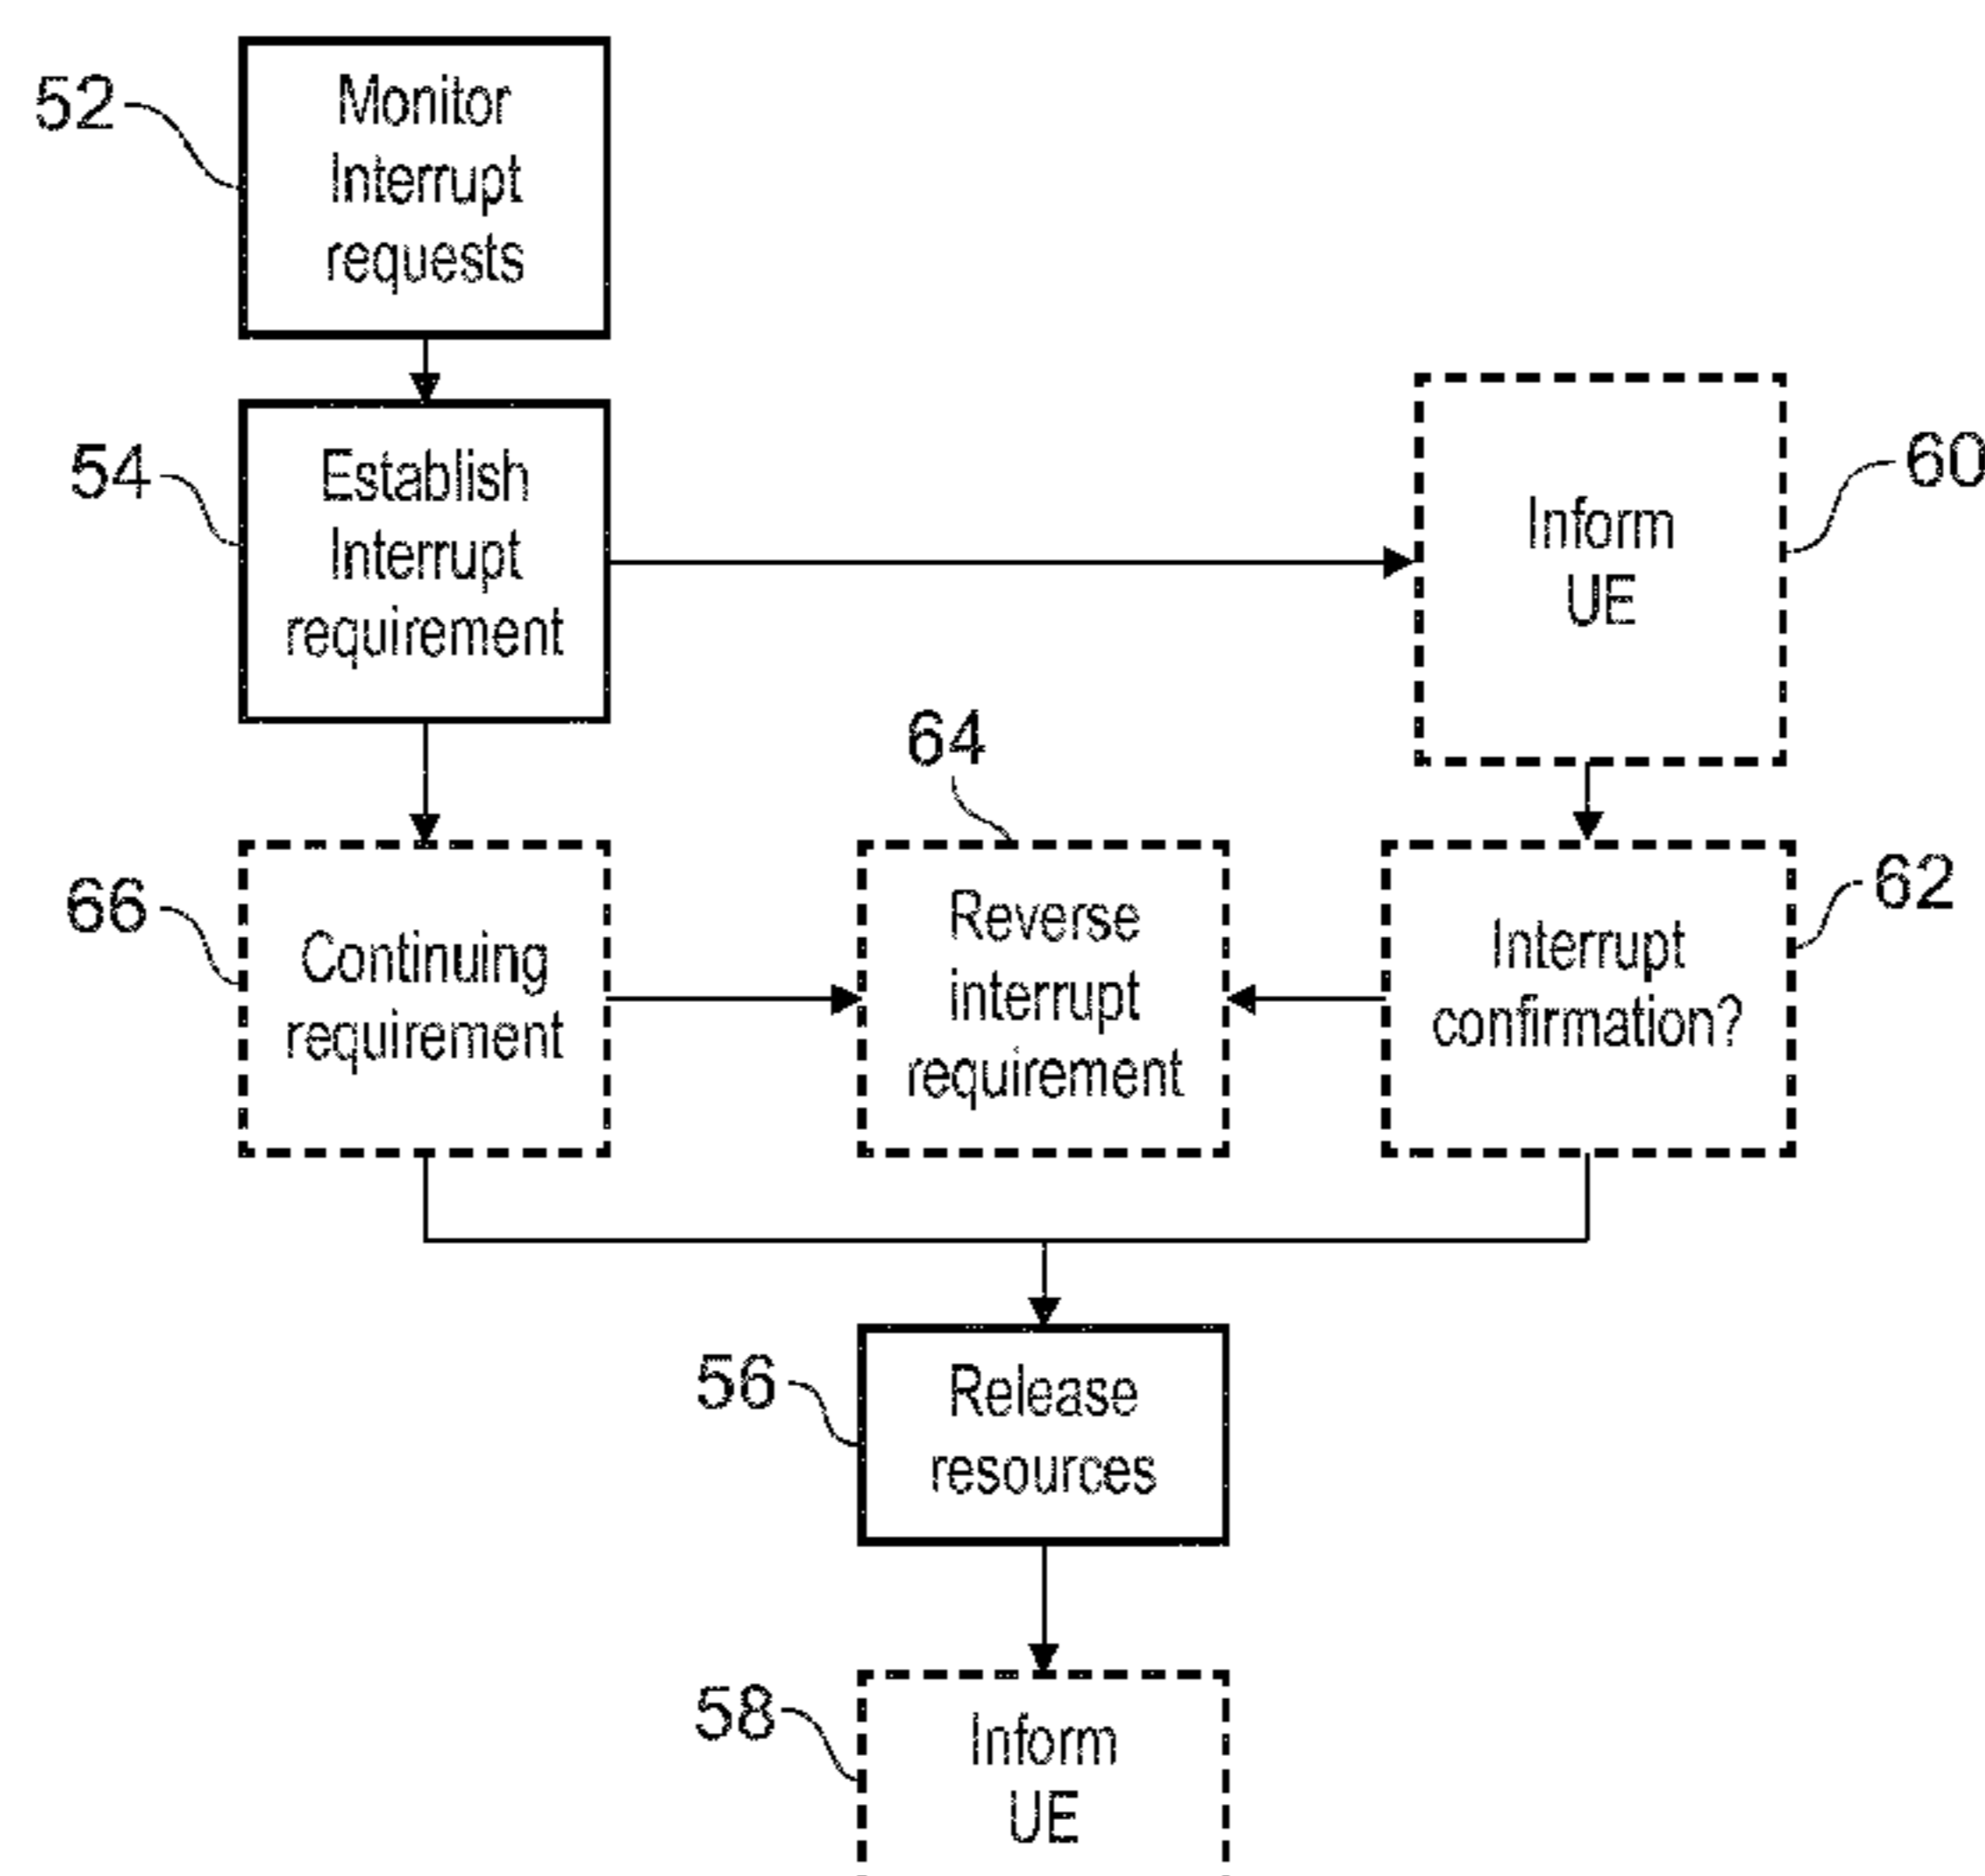 52
Monitor
Interrupt
requests
54
Establish
Interrupt
requirement
Inform
UE
60
64
66
Continuing
requirement
Reverse
interrupt
requirement
Interrupt
confirmation?
62
56
Release
resources
58
Inform
UE